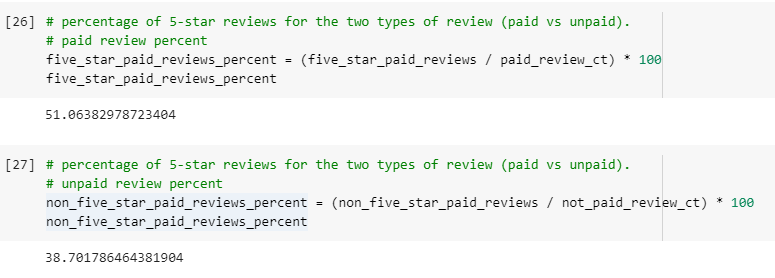 [26] # percentage of 5-star reviews for the two types of review (paid vs unpaid).
# paid review percent
five_star_paid_reviews_percent = (five_star_paid_reviews / paid_review_ct) * 100
five_star_paid_reviews_percent
51.06382978723404
[27] # percentage of 5-star reviews for the two types of review (paid vs unpaid).
# unpaid review percent
non_five_star_paid_reviews_percent = (non_five_star_paid_reviews / not_paid_review_ct) * 100
non_five_star_paid_reviews_percent
38.701786464381904